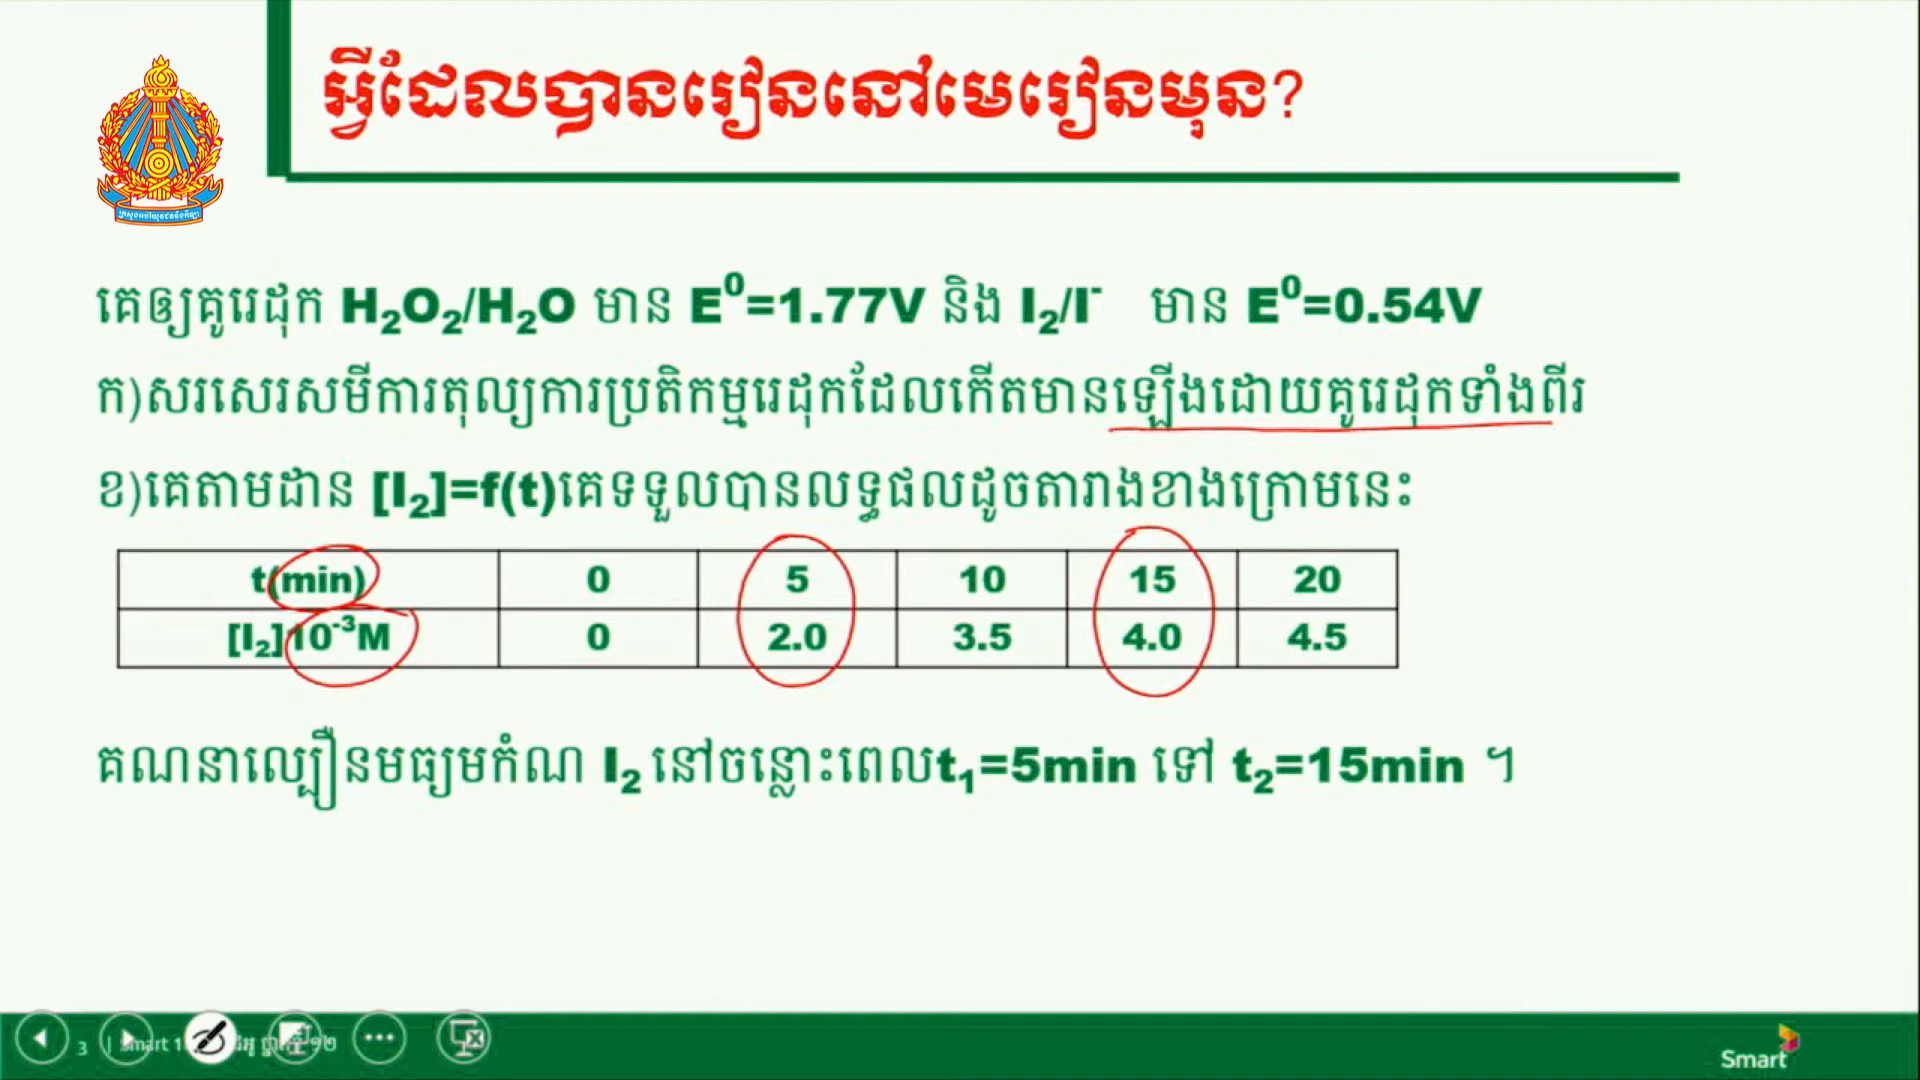 អ្វីដែលបានរៀននៅមេរៀនមុន?
គេឲ្យគូរេដុក H₂O₂/H₂O មាន E⁰=1.77V និង I₂/I⁻ មាន E⁰=0.54V
ក)សរសេរសមីការតុល្យការប្រតិកម្មរេដុកដែលកើតមានឡើងដោយគូរេដុកទាំងពីរ
ខ)គេតាមដាន [I₂]=f(t)គេទទួលបានលទ្ធផលដូចតារាងខាងក្រោមនេះ៖
t(min) 0 5 10 15 20
[I₂]10⁻³M 0 2.0 3.5 4.0 4.5
គណនាល្បឿនមធ្យមកំណ I₂ នៅចន្លោះពេលt₁=5min ទៅ t₂=15min ។
3 | Smart
Smart